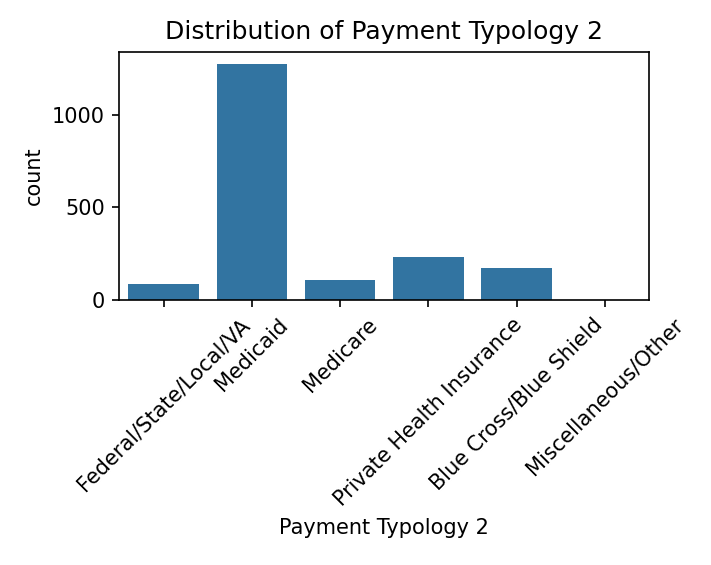 Distribution of Payment Typology 2
count
1000
500
0
Federal/State/Local/VA
Medicaid
Medicare
Private Health Insurance
Blue Cross/Blue Shield
Miscellaneous/Other
Payment Typology 2